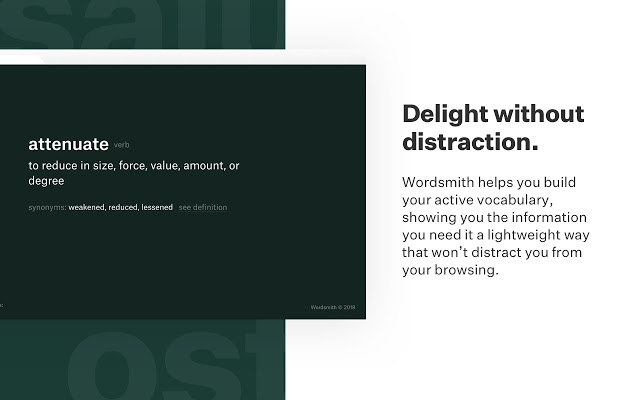 salu
attenuate verb
to reduce in size, force, value, amount, or
degree
synonyms: weakened, reduced, lessened see definition
Wordsmith © 2018
ost
Delight without
distraction.
Wordsmith helps you build
your active vocabulary,
showing you the information
you need it a lightweight way
that won’t distract you from
your browsing.